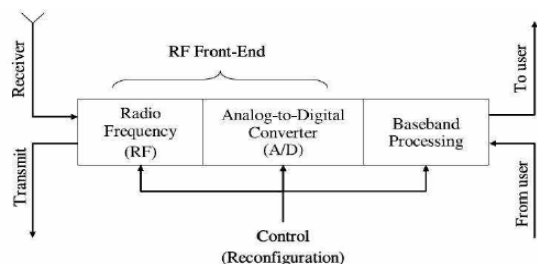 RF Front-End
Receiver
To user
Radio
Frequency
(RF)
Analog-to-Digital
Converter
(A/D)
Baseband
Processing
Transmit
From user
Control
(Reconfiguration)